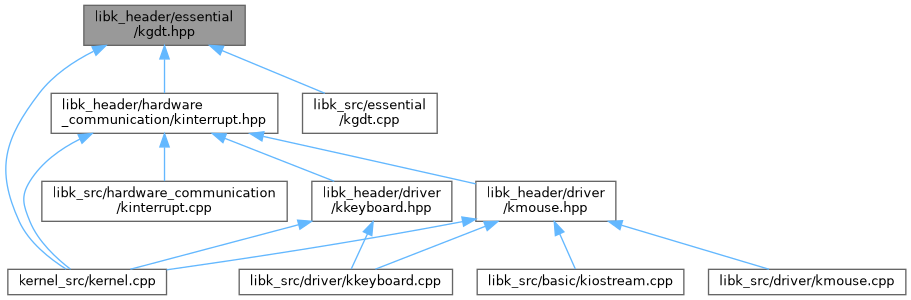 libk_header/essential
/kgdt.hpp
libk_header/hardware
_communication/kinterrupt.hpp
libk_src/essential
/kgdt.cpp
libk_src/hardware_communication
/kinterrupt.cpp
libk_header/driver
/kkeyboard.hpp
libk_header/driver
/kmouse.hpp
kernel_src/kernel.cpp
libk_src/driver/kkeyboard.cpp
libk_src/basic/kiostream.cpp
libk_src/driver/kmouse.cpp